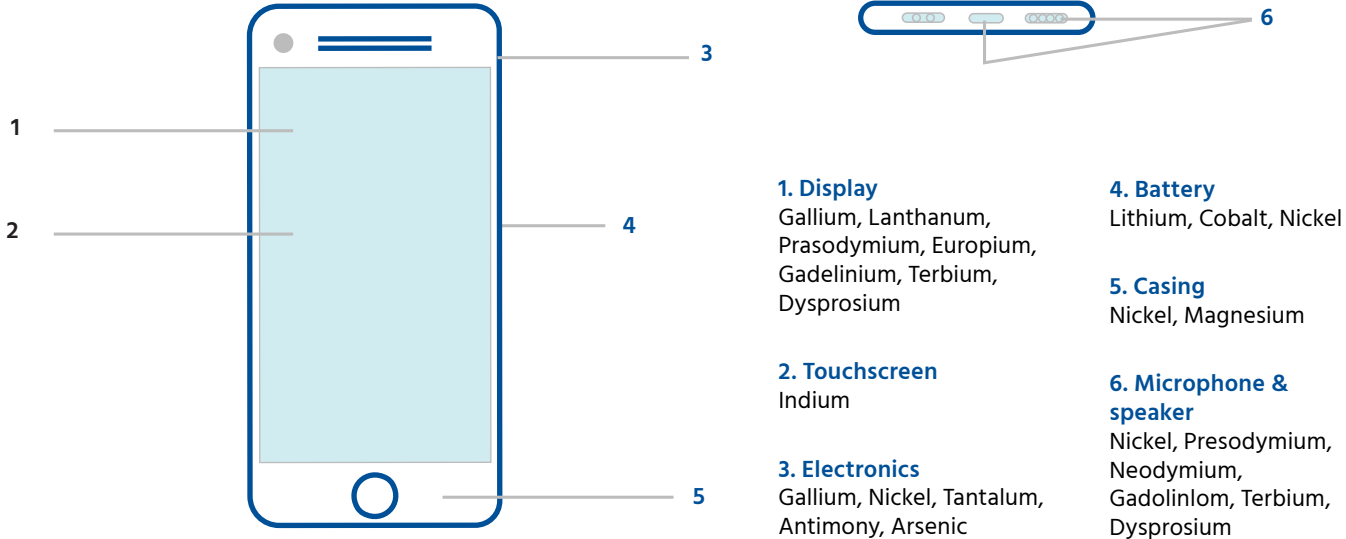 1
2
3
4
5
6
1. Display
Gallium, Lanthanum,
Prasodymium, Europium,
Gadelinium, Terbium,
Dysprosium
2. Touchscreen
Indium
3. Electronics
Gallium, Nickel, Tantalum,
Antimony, Arsenic
4. Battery
Lithium, Cobalt, Nickel
5. Casing
Nickel, Magnesium
6. Microphone &
speaker
Nickel, Presodymium,
Neodymium,
Gadolinlom, Terbium,
Dysprosium